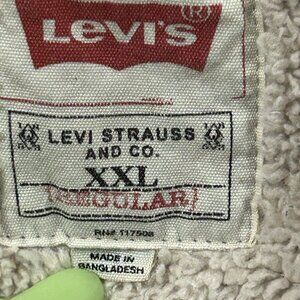 LEVI'S®
LEVI STRAUSS
AND CO.
XXL
{REGULAR}
RN# 117508
MADE IN
BANGLADESH